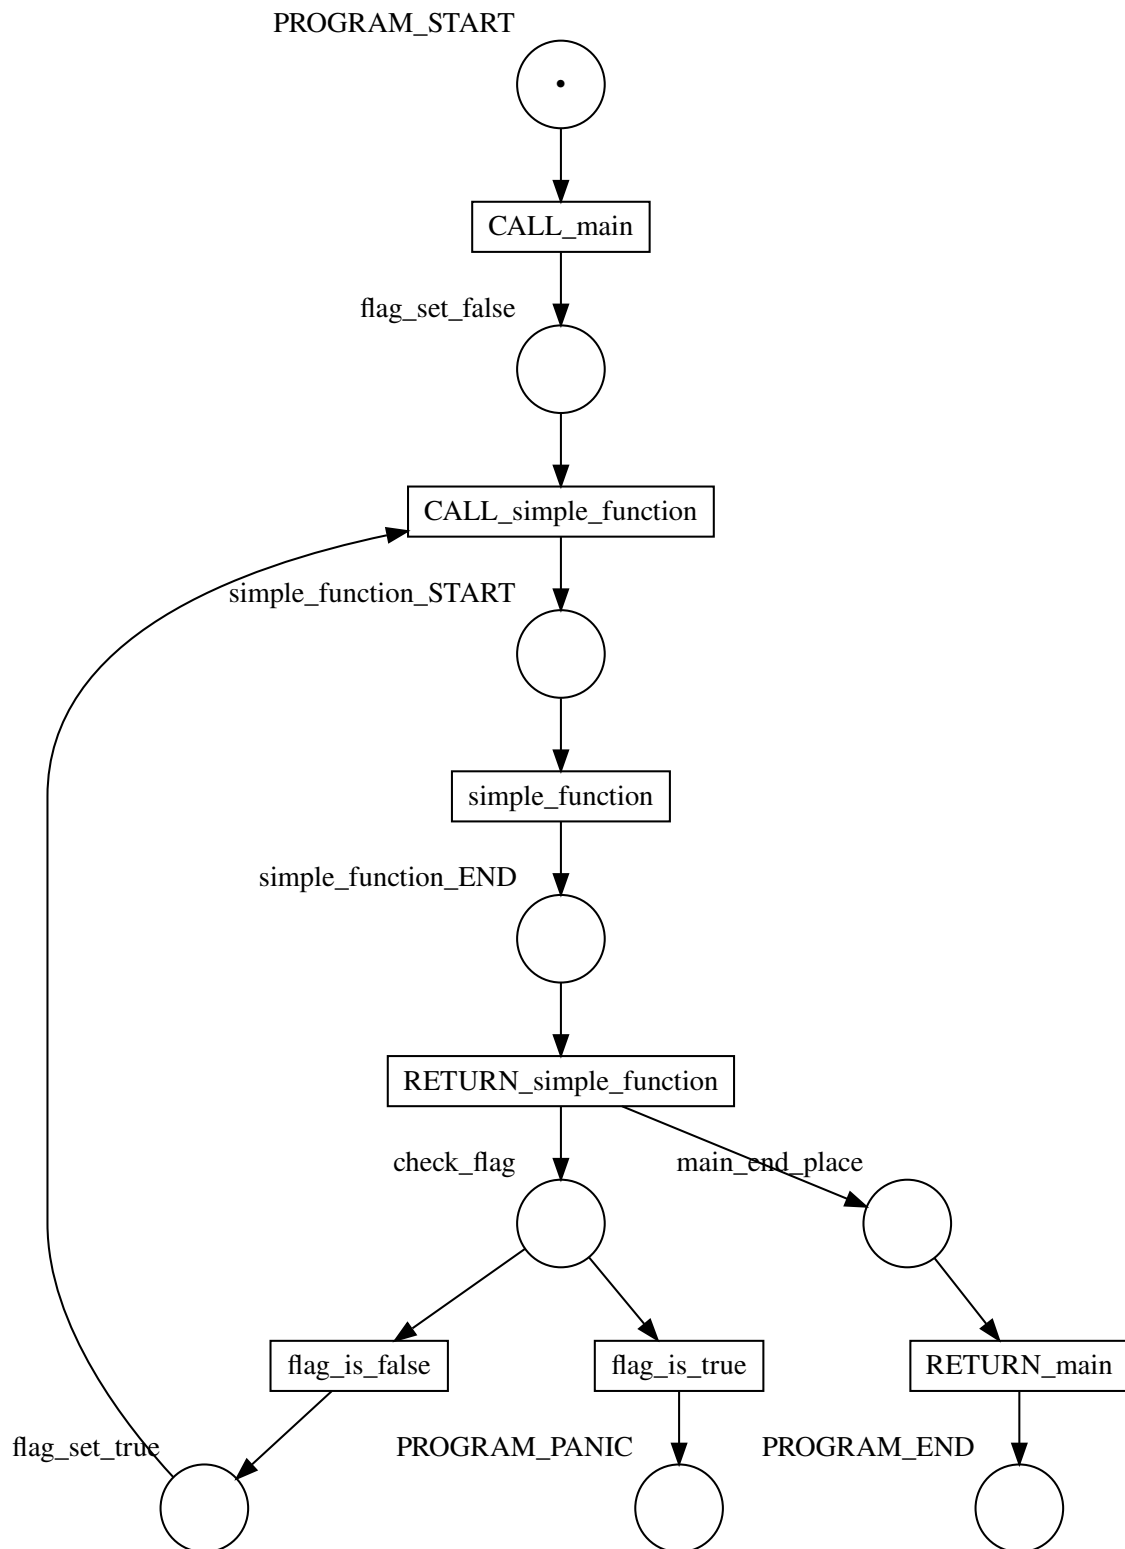 PROGRAM_START
CALL_main
flag_set_false
CALL_simple_function
simple_function_START
simple_function
simple_function_END
RETURN_simple_function
check_flag
main_end_place
flag_is_false
flag_is_true
RETURN_main
flag_set_true
PROGRAM_PANIC
PROGRAM_END